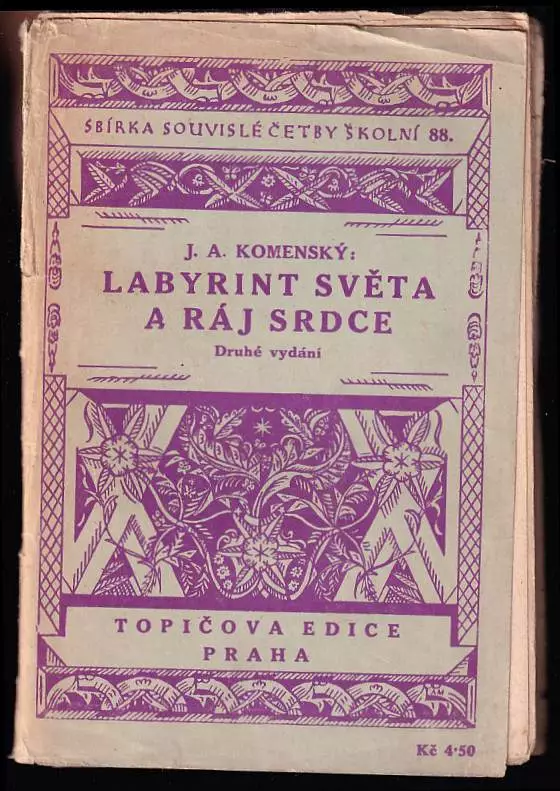 SBÍRKA SOUVISLÉ ČETBY ŠKOLNÍ 88.
J. A. KOMENSKÝ:
LABYRINT SVĚTA
A RÁJ SRDCE
Druhé vydání
TOPIČOVA EDICE
PRAHA
Kč 4·50